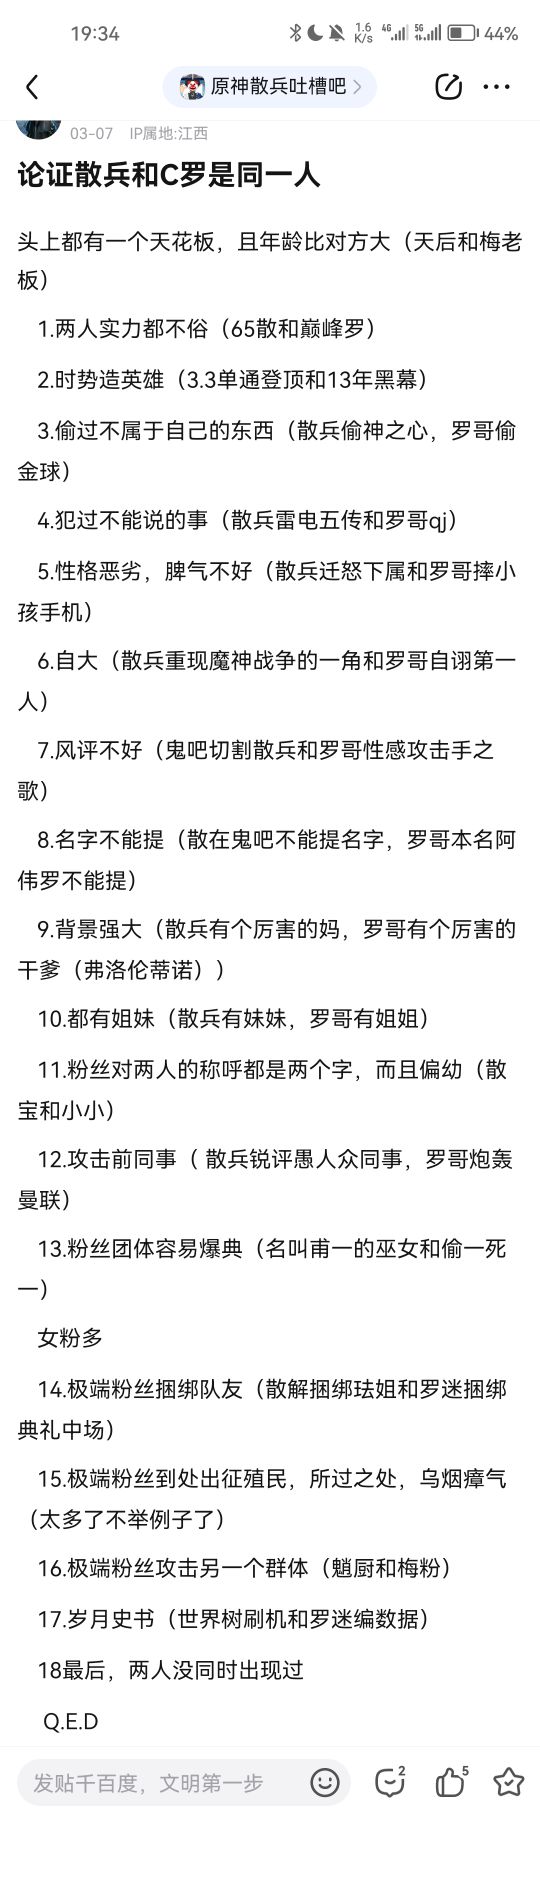 19:34
1.6 K/s 4G 5G 44%
原神散兵吐槽吧
03-07 IP属地:江西
论证散兵和C罗是同一人
头上都有一个天花板，且年龄比对方大（天后和梅老
板）
1.两人实力都不俗（65散和巅峰罗）
2.时势造英雄（3.3单通登顶和13年黑幕）
3.偷过不属于自己的东西（散兵偷神之心，罗哥偷
金球）
4.犯过不能说的事（散兵雷电五传和罗哥qj）
5.性格恶劣，脾气不好（散兵迁怒下属和罗哥摔小
孩手机）
6.自大（散兵重现魔神战争的一角和罗哥自诩第一
人）
7.风评不好（鬼吧切割散兵和罗哥性感攻击手之
歌）
8.名字不能提（散在鬼吧不能提名字，罗哥本名阿
伟罗不能提）
9.背景强大（散兵有个厉害的妈，罗哥有个厉害的
干爹（弗洛伦蒂诺））
10.都有姐妹（散兵有妹妹，罗哥有姐姐）
11.粉丝对两人的称呼都是两个字，而且偏幼（散
宝和小小）
12.攻击前同事（ 散兵锐评愚人众同事，罗哥炮轰
曼联）
13.粉丝团体容易爆典（名叫甫一的巫女和偷一死
一）
女粉多
14.极端粉丝捆绑队友（散解捆绑珐姐和罗迷捆绑
典礼中场）
15.极端粉丝到处出征殖民，所过之处，乌烟瘴气
（太多了不举例子了）
16.极端粉丝攻击另一个群体（魈厨和梅粉）
17.岁月史书（世界树刷机和罗迷编数据）
18最后，两人没同时出现过
Q.E.D
发贴千百度，文明第一步
2
5